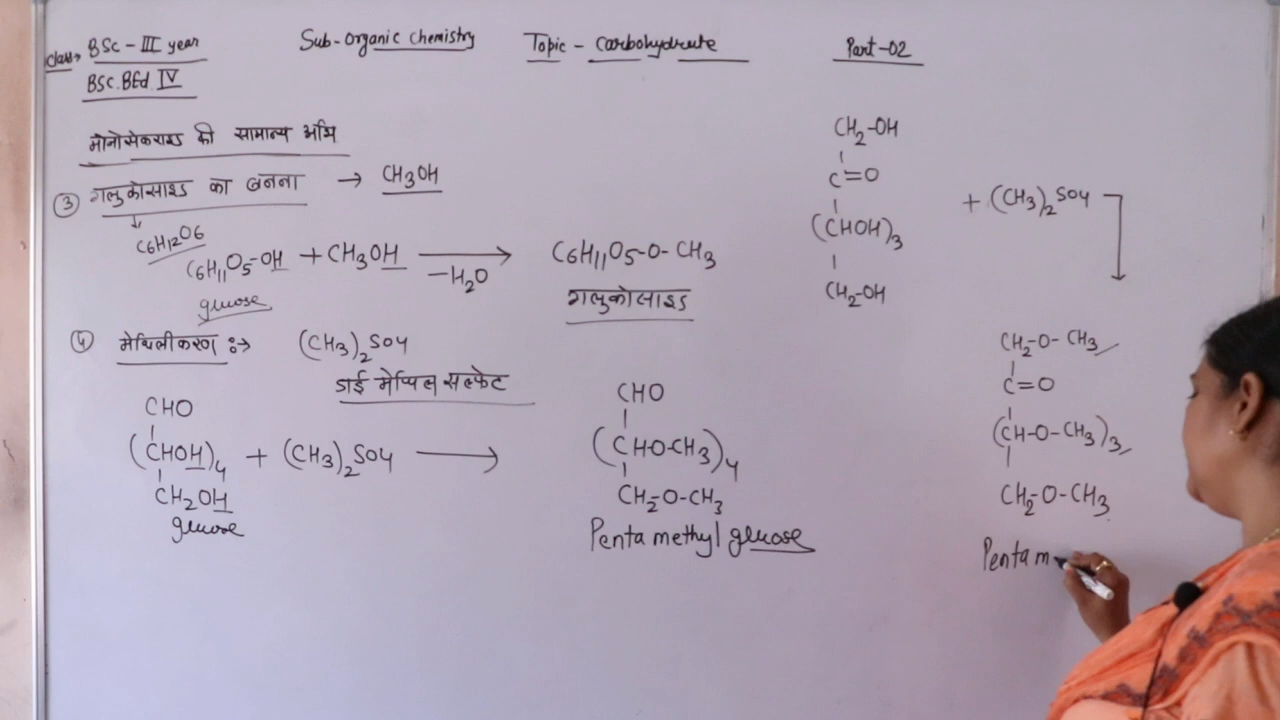 class→ BSc - III year
BSC.BEd. IV
Sub-Organic Chemistry
Topic - Carbohydrate
Part-02
मोनोसेकराइड की सामान्य अभि
③ गलुकोसाइड का बनना → CH3OH
C6H12O6
C6H11O5-OH + CH3OH → -H2O C6H11O5-O-CH3
glucose
गलुकोसाइड
④ मेथिलीकरण :→ (CH3)2SO4
डाई मेथिल सल्फेट
CHO
(CHOH)4 + (CH3)2SO4 →
CH2OH
glucose
CHO
(CHO-CH3)4
CH2-O-CH3
Penta methyl glucose
CH2-OH
C=O
(CHOH)3
CH2-OH
+ (CH3)2SO4
CH2-O-CH3
C=O
(CH-O-CH3)3
CH2-O-CH3
Penta m